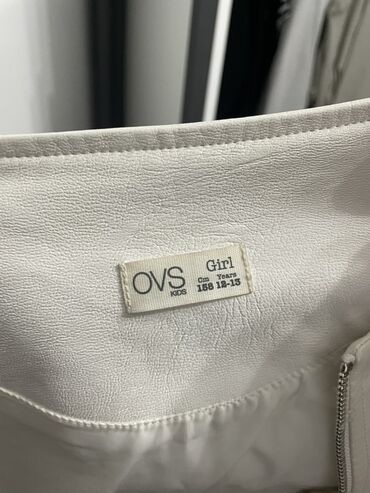 OVS
KIDS
Girl
Cm Years
158 12-13